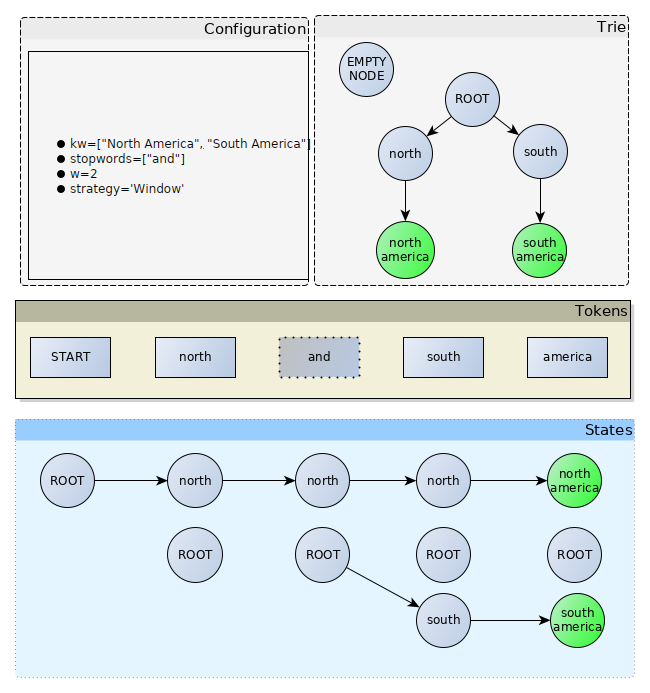 Configuration
● kw=["North America", "South America"]
● stopwords=["and"]
● w=2
● strategy='Window'
Trie
EMPTY
NODE
ROOT
north
south
north
america
south
america
Tokens
START
north
and
south
america
States
ROOT
north
north
north
north
america
ROOT
ROOT
ROOT
ROOT
south
south
america